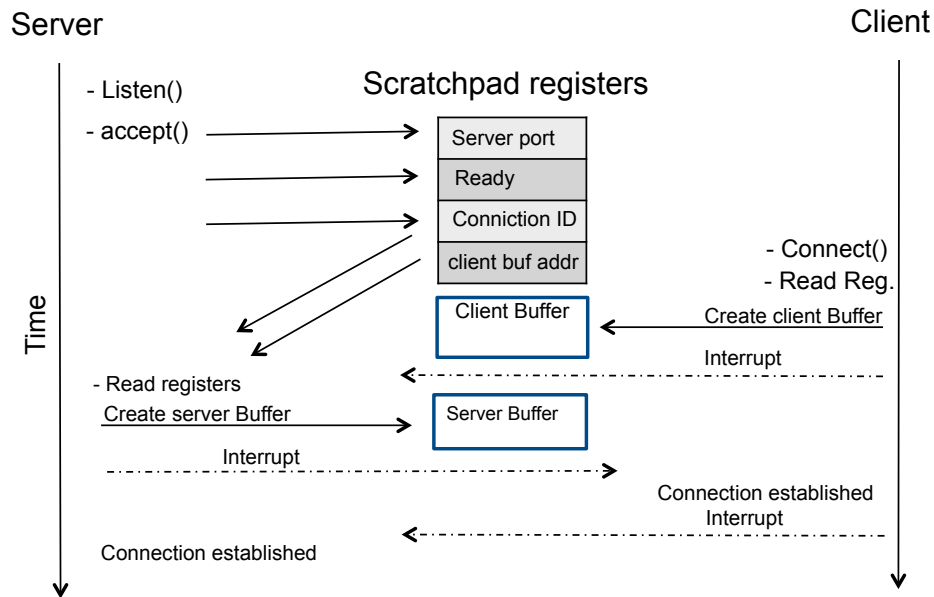 Server
Client
- Listen()
Scratchpad registers
- accept()
Server port
Ready
Conniction ID
client buf addr
- Connect()
- Read Reg.
Time
Client Buffer
Create client Buffer
Interrupt
- Read registers
Create server Buffer
Server Buffer
Interrupt
Connection established
Interrupt
Connection established